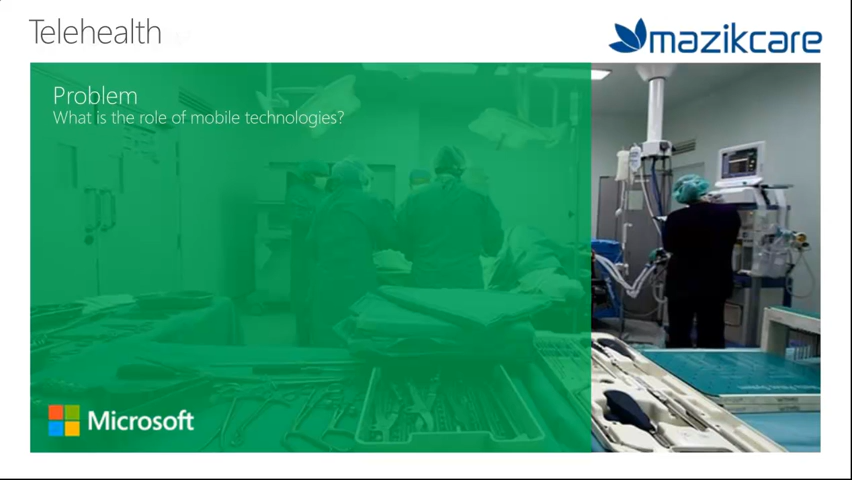 Telehealth
mazikcare
Problem
What is the role of mobile technologies?
Microsoft